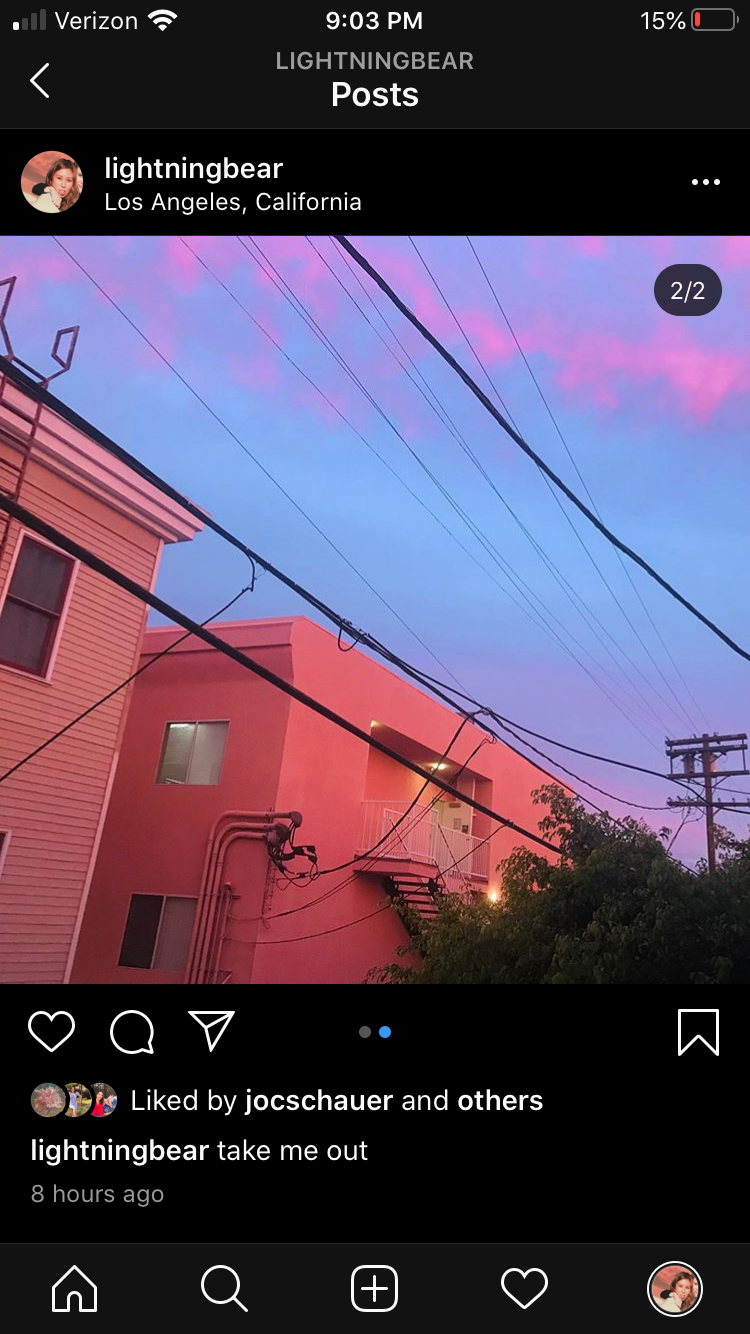 Verizon 9:03 PM 15%
LIGHTNINGBEAR
Posts
lightningbear
Los Angeles, California
2/2
Liked by jocschauer and others
lightningbear take me out
8 hours ago